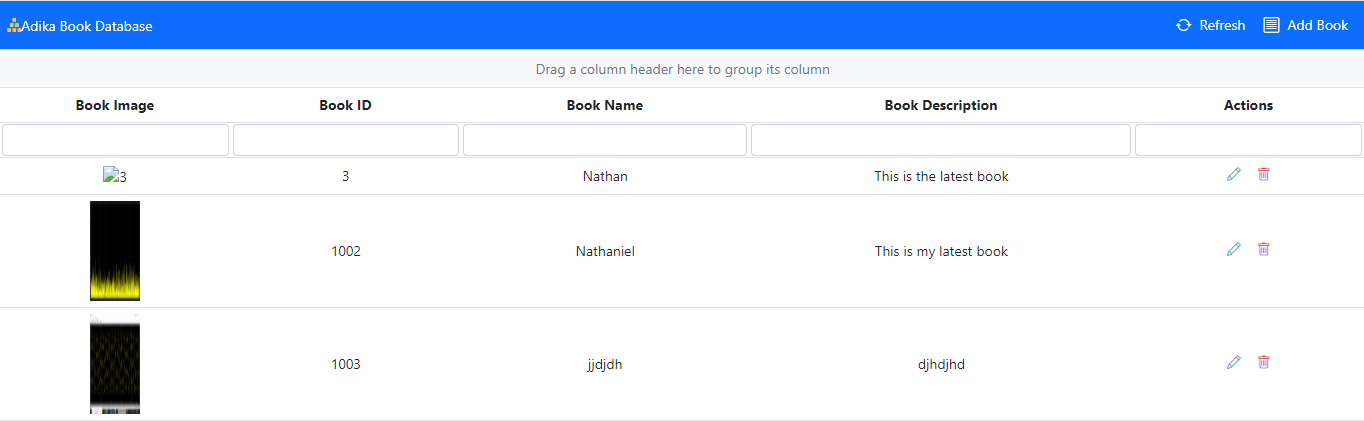 Adika Book Database Refresh Add Book
Drag a column header here to group its column
Book Image Book ID Book Name Book Description Actions
3 3 Nathan This is the latest book
1002 Nathaniel This is my latest book
1003 jjdjdh djhdjhd